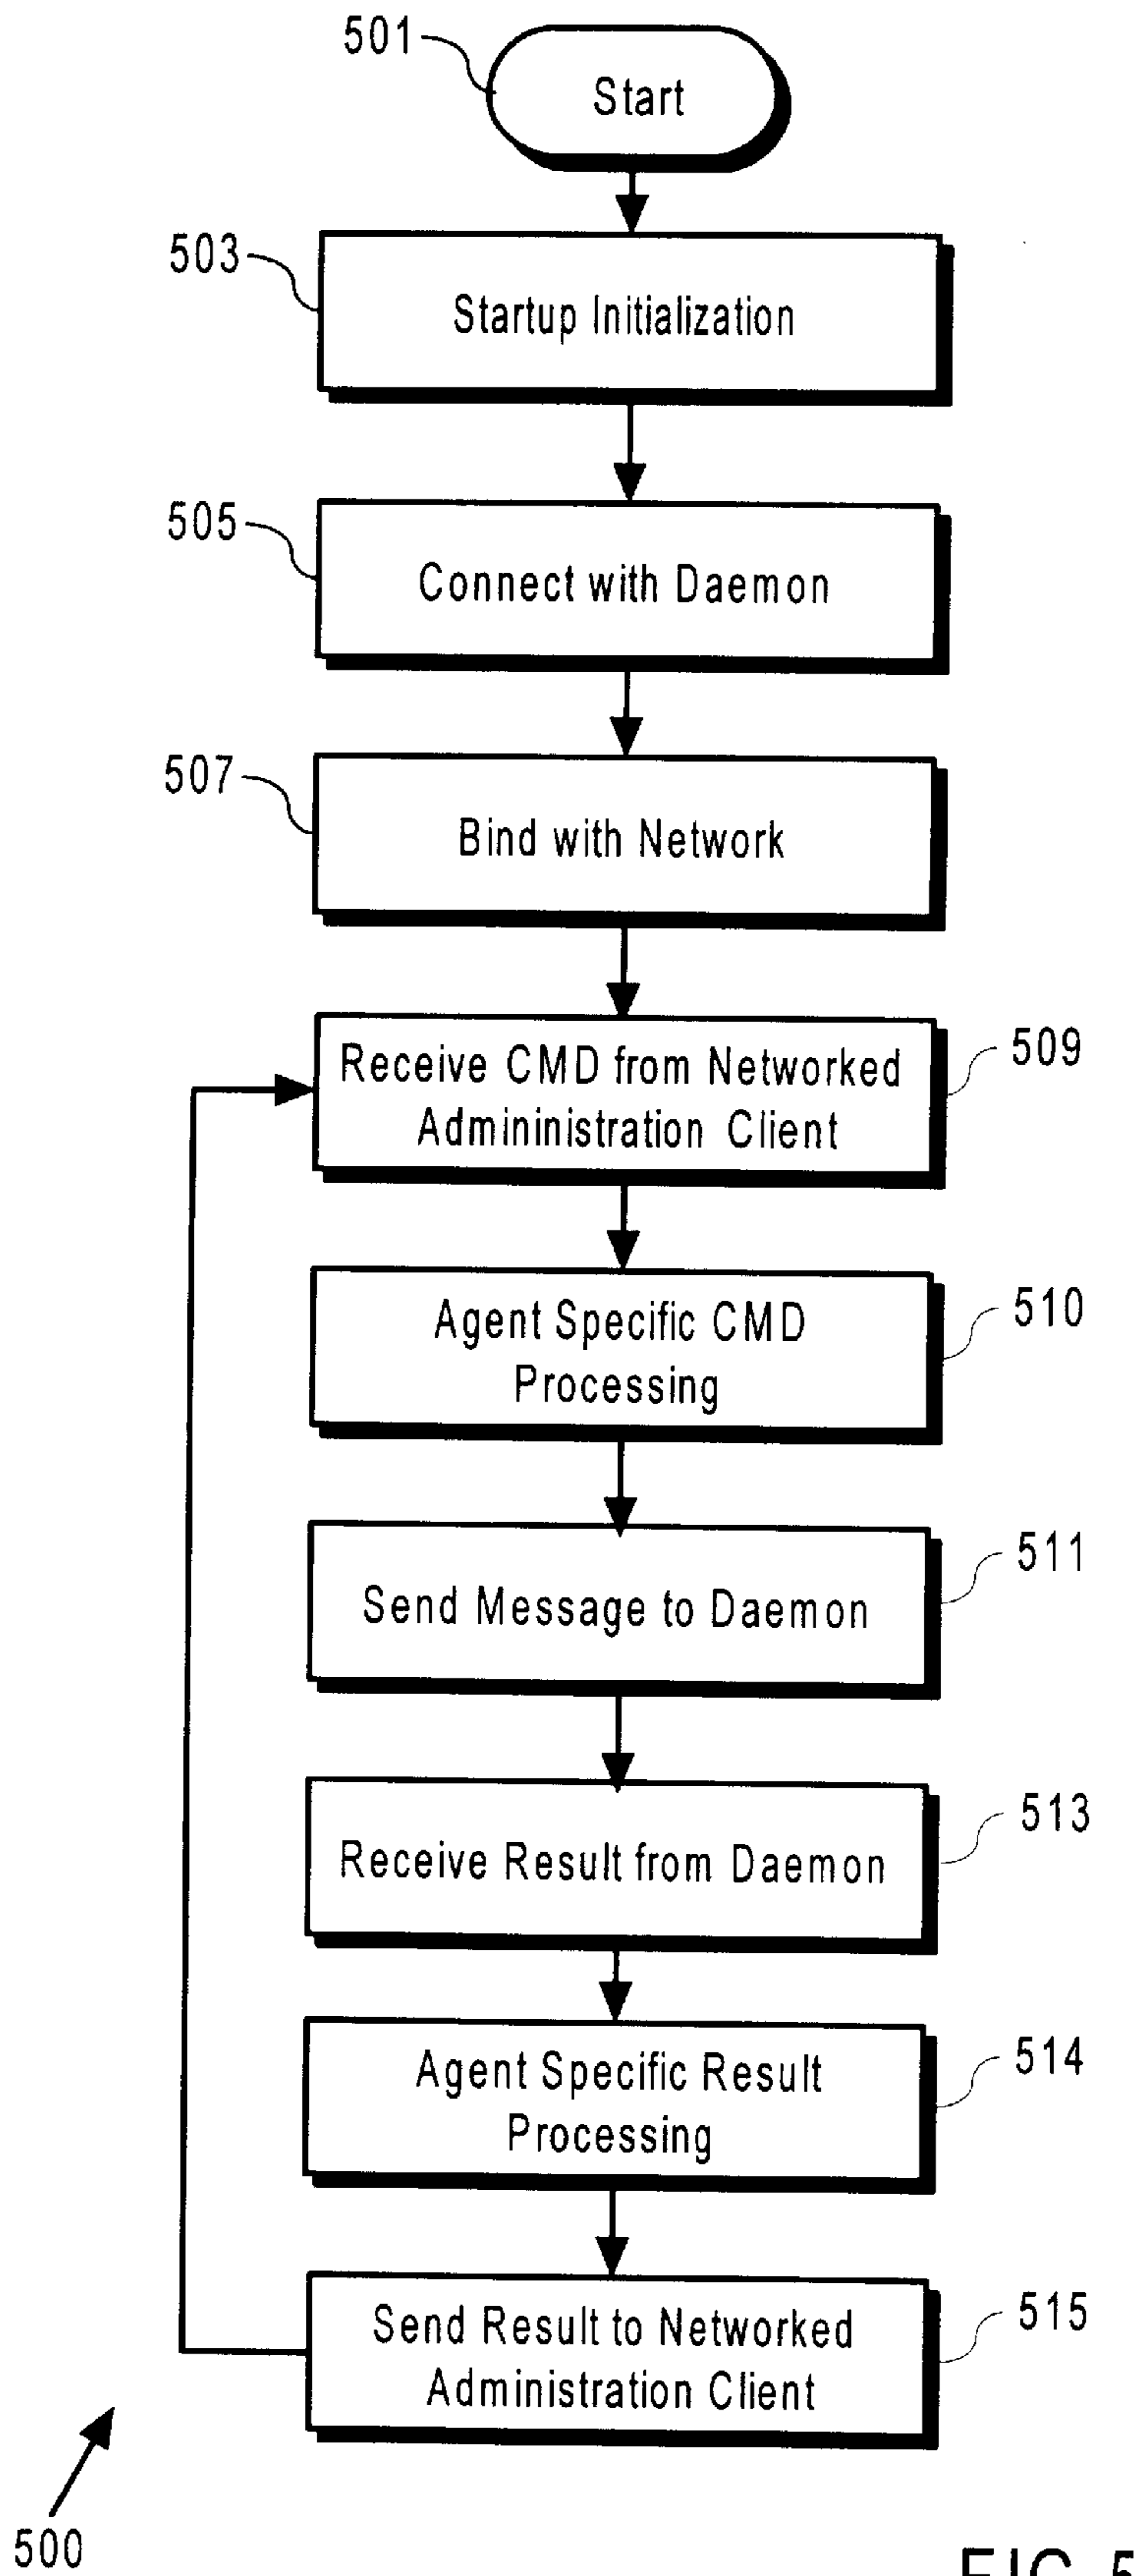 501
Start
503
Startup Initialization
505
Connect with Daemon
507
Bind with Network
509
Receive CMD from Networked
Admininistration Client
510
Agent Specific CMD
Processing
511
Send Message to Daemon
513
Receive Result from Daemon
514
Agent Specific Result
Processing
515
Send Result to Networked
Administration Client
500
FIG. 5